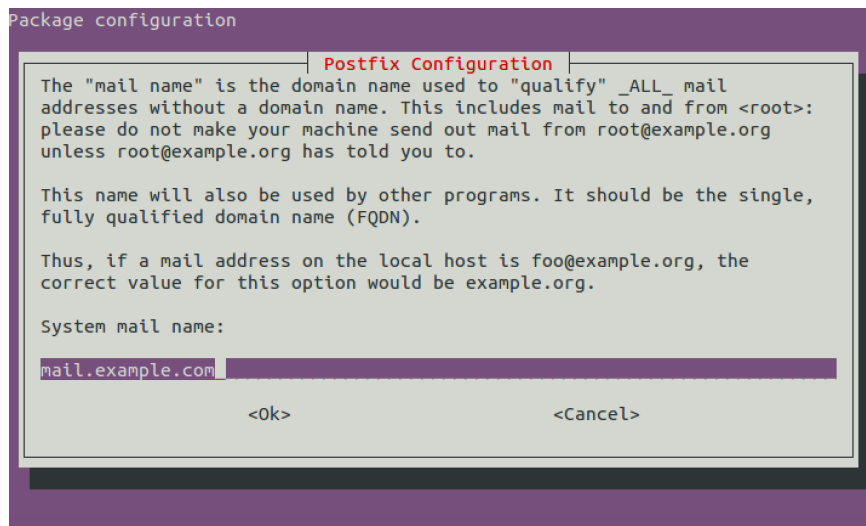 Package configuration
Postfix Configuration
The "mail name" is the domain name used to "qualify" _ALL_ mail
addresses without a domain name. This includes mail to and from <root>:
please do not make your machine send out mail from root@example.org
unless root@example.org has told you to.
This name will also be used by other programs. It should be the single,
fully qualified domain name (FQDN).
Thus, if a mail address on the local host is foo@example.org, the
correct value for this option would be example.org.
System mail name:
mail.example.com
<Ok> <Cancel>